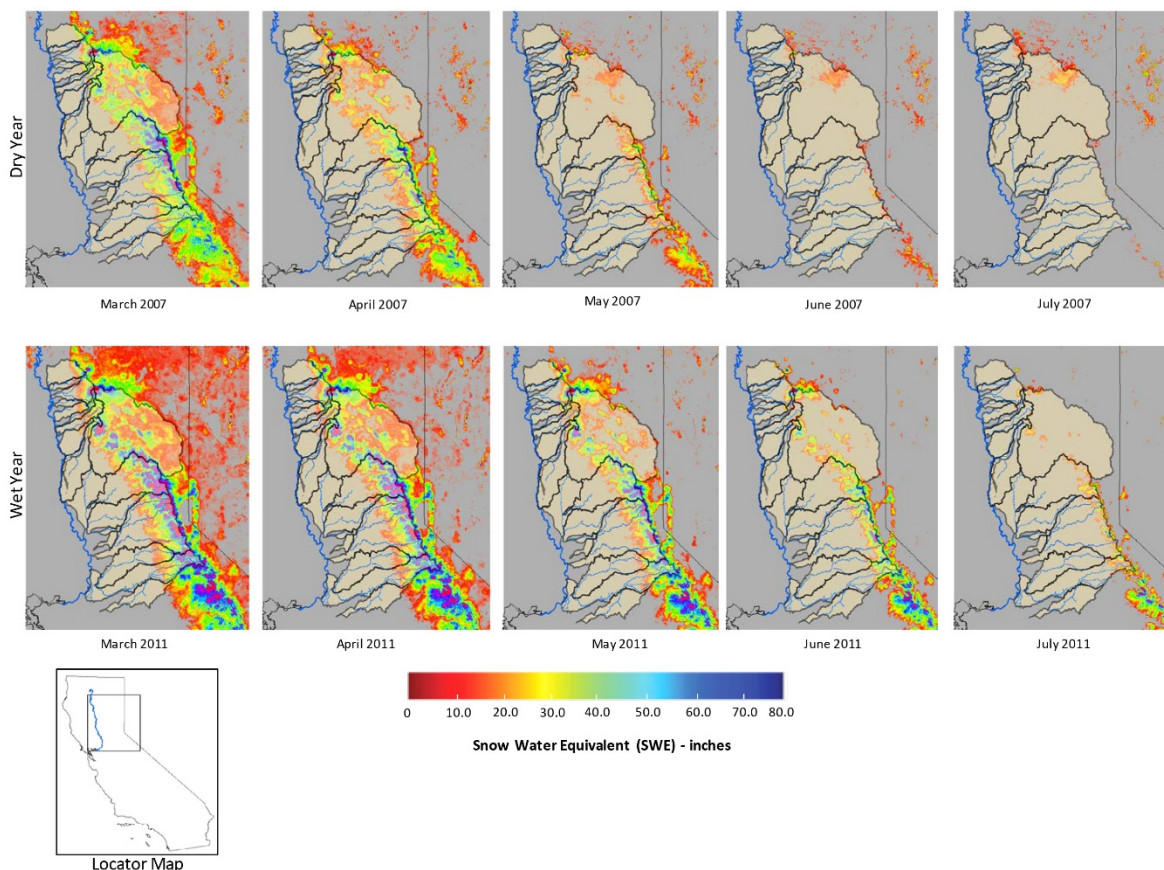 Dry Year
March 2007
April 2007
May 2007
June 2007
July 2007
Wet Year
March 2011
April 2011
May 2011
June 2011
July 2011
0 10.0 20.0 30.0 40.0 50.0 60.0 70.0 80.0
Snow Water Equivalent (SWE) - inches
Locator Map